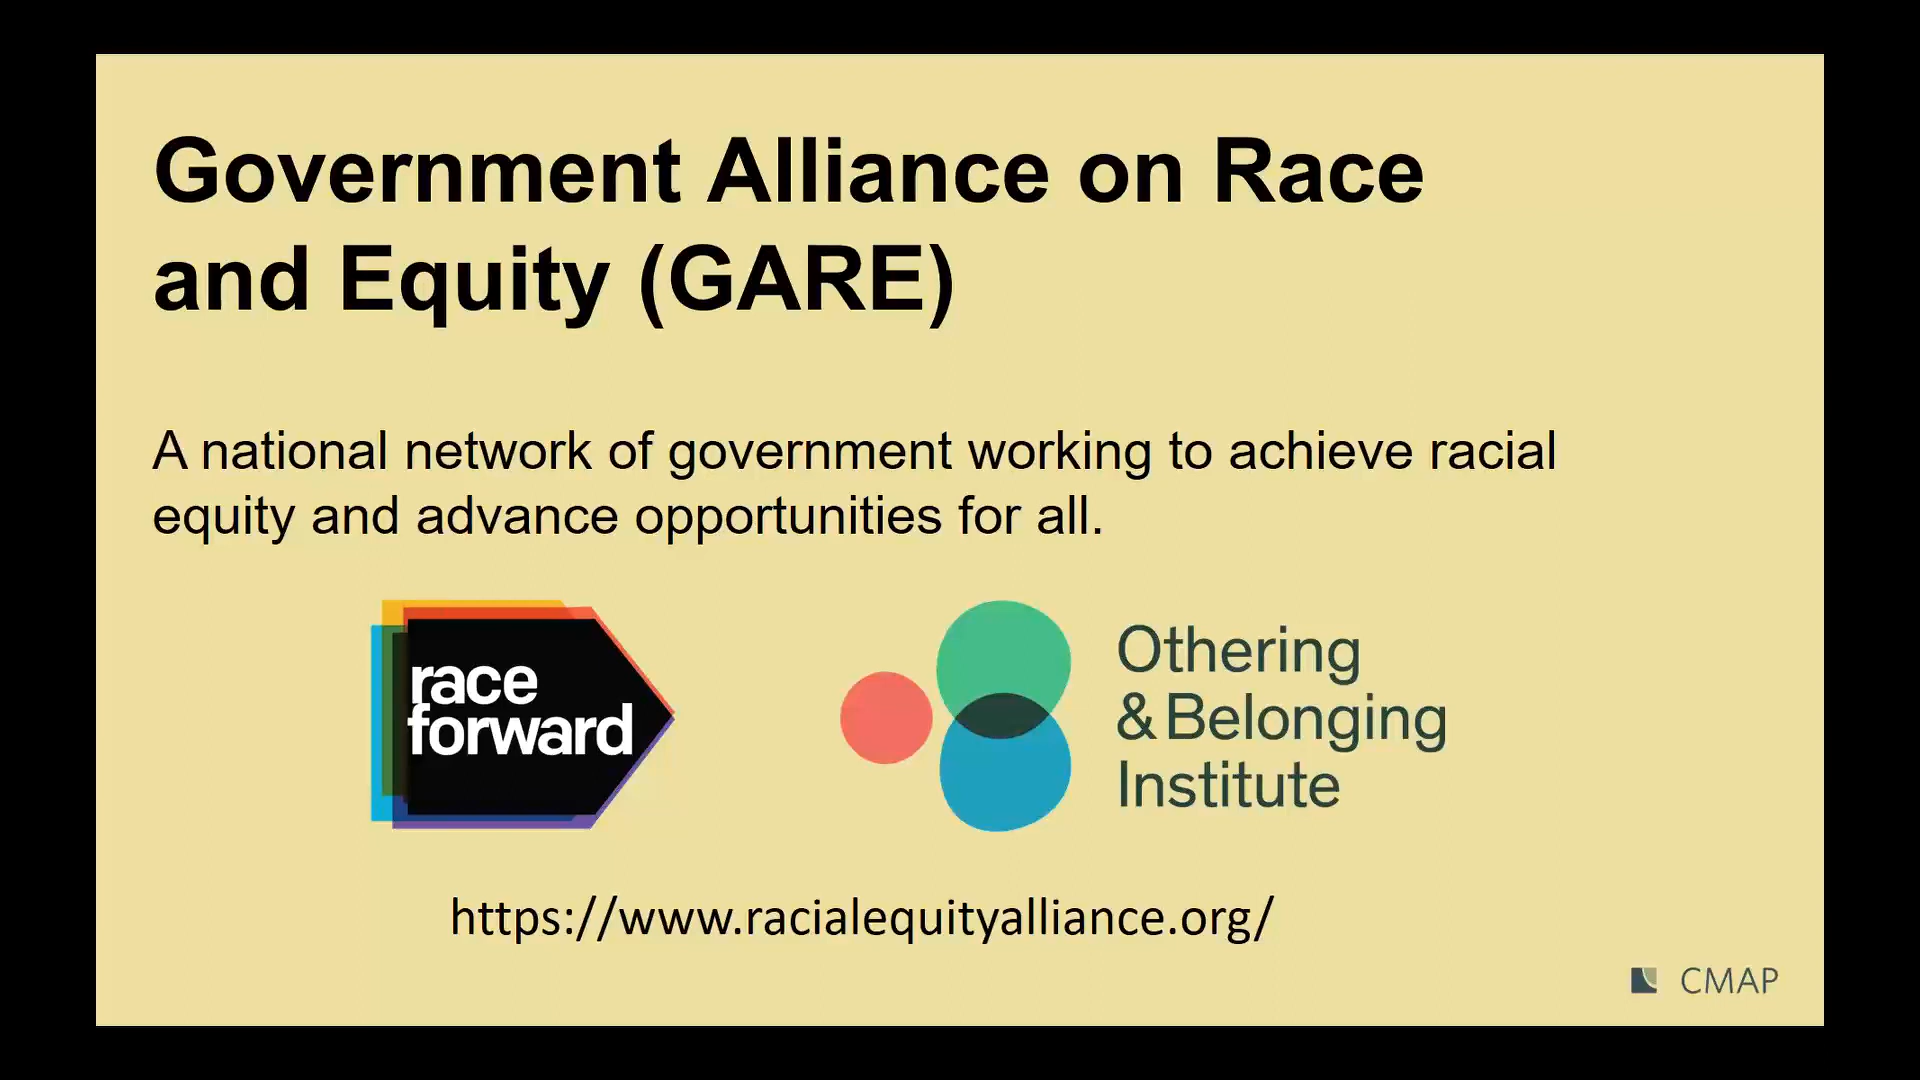 Government Alliance on Race
and Equity (GARE)
A national network of government working to achieve racial
equity and advance opportunities for all.
race
forward
Othering
& Belonging
Institute
https://www.racialequityalliance.org/
CMAP